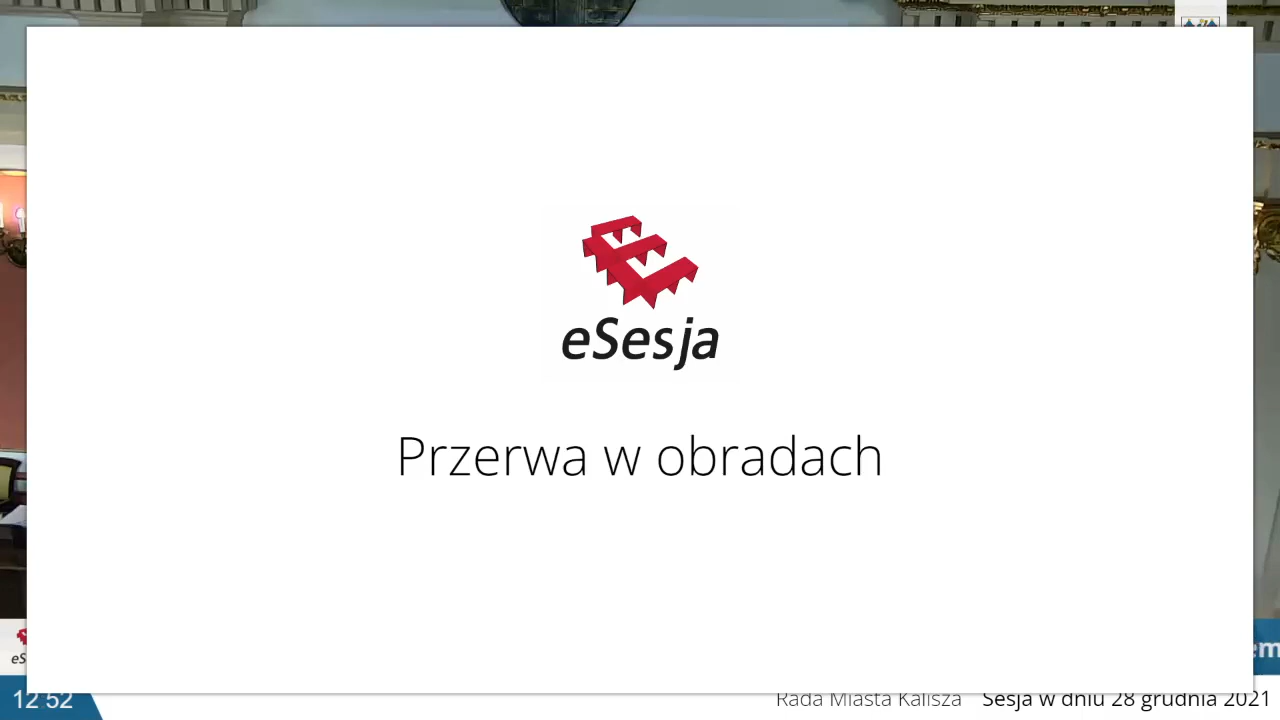 eSesja
Przerwa w obradach
12:52
Rada Miasta Kalisza
Sesja w dniu 28 grudnia 2021